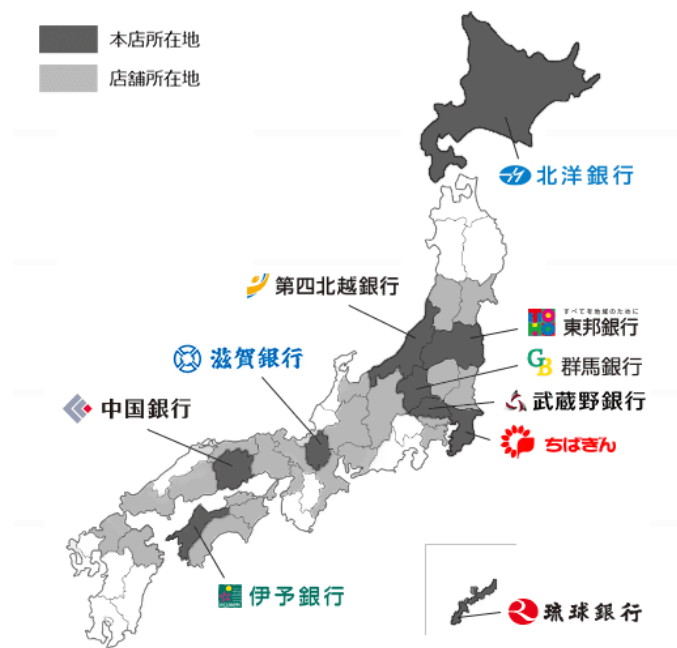 本店所在地
店舗所在地
北洋銀行
第四北越銀行
すべてを地域のために
TOHO
東邦銀行
滋賀銀行
GB 群馬銀行
中国銀行
武蔵野銀行
ちばぎん
伊予銀行
琉球銀行